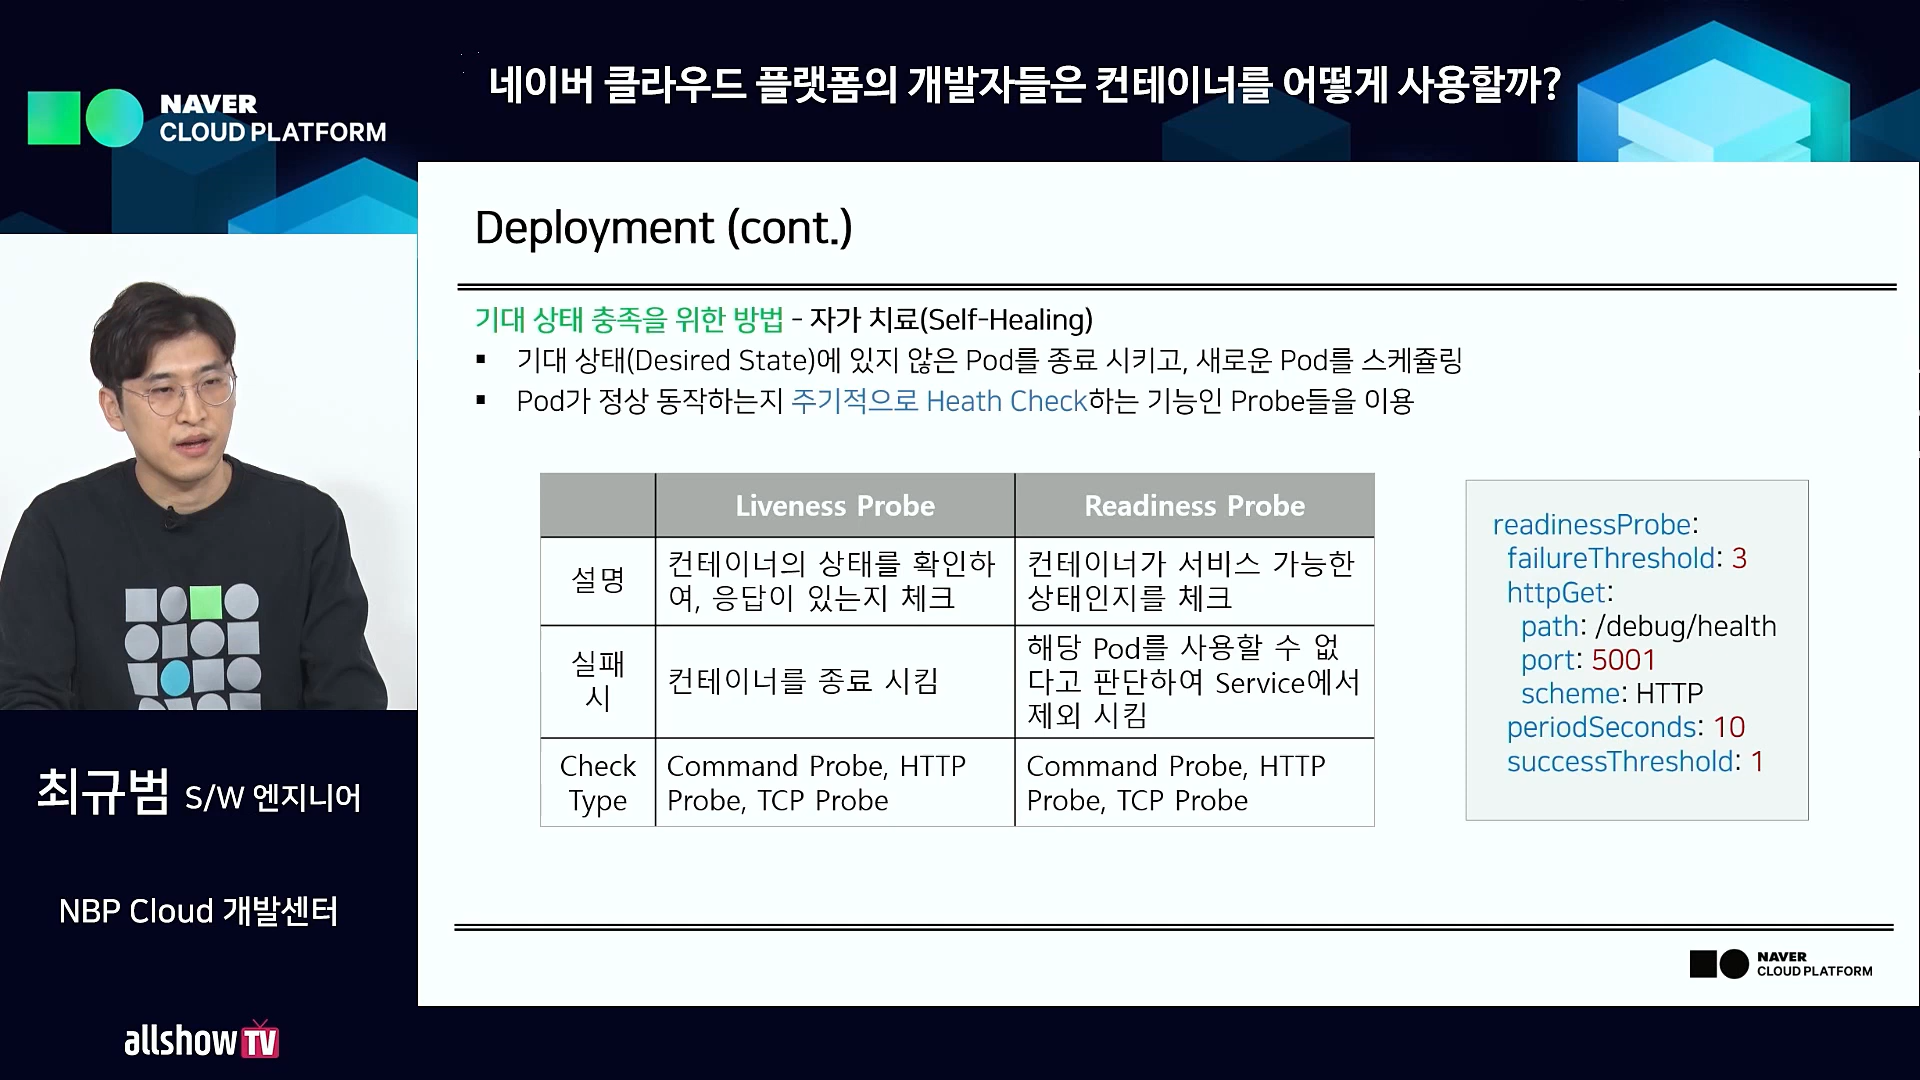 네이버 클라우드 플랫폼의 개발자들은 컨테이너를 어떻게 사용할까?
NAVER
CLOUD PLATFORM
Deployment (cont.)
기대 상태 충족을 위한 방법 - 자가 치료(Self-Healing)
▪ 기대 상태(Desired State)에 있지 않은 Pod를 종료 시키고, 새로운 Pod를 스케쥴링
▪ Pod가 정상 동작하는지 주기적으로 Heath Check하는 기능인 Probe들을 이용
Liveness Probe
Readiness Probe
설명
컨테이너의 상태를 확인하
여, 응답이 있는지 체크
컨테이너가 서비스 가능한
상태인지를 체크
실패
시
컨테이너를 종료 시킴
해당 Pod를 사용할 수 없
다고 판단하여 Service에서
제외 시킴
Check
Type
Command Probe, HTTP
Probe, TCP Probe
Command Probe, HTTP
Probe, TCP Probe
readinessProbe:
failureThreshold: 3
httpGet:
path: /debug/health
port: 5001
scheme: HTTP
periodSeconds: 10
successThreshold: 1
최규범 S/W 엔지니어
NBP Cloud 개발센터
allshow TV
NAVER
CLOUD PLATFORM